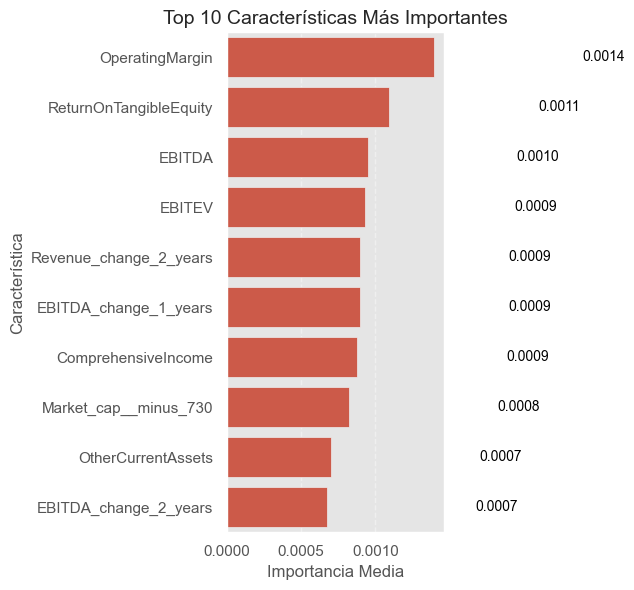 Top 10 Características Más Importantes
OperatingMargin 0.0014
ReturnOnTangibleEquity 0.0011
EBITDA 0.0010
EBITEV 0.0009
Revenue_change_2_years 0.0009
EBITDA_change_1_years 0.0009
ComprehensiveIncome 0.0009
Market_cap__minus_730 0.0008
OtherCurrentAssets 0.0007
EBITDA_change_2_years 0.0007
Característica
0.0000 0.0005 0.0010
Importancia Media